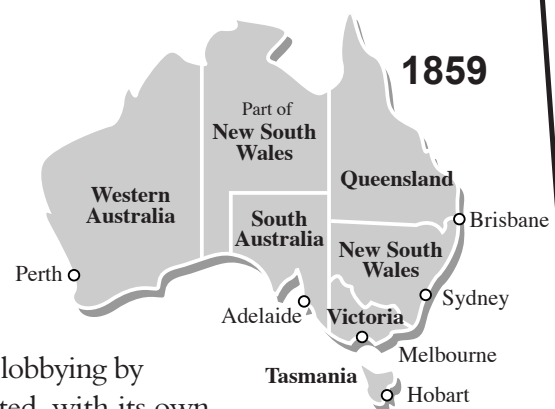 1859
Part of
New South
Wales
Western
Australia
Queensland
South
Australia
Brisbane
New South
Wales
Perth
Sydney
Adelaide
Victoria
Melbourne
lobbying by
Tasmania
ted, with its own
Hobart